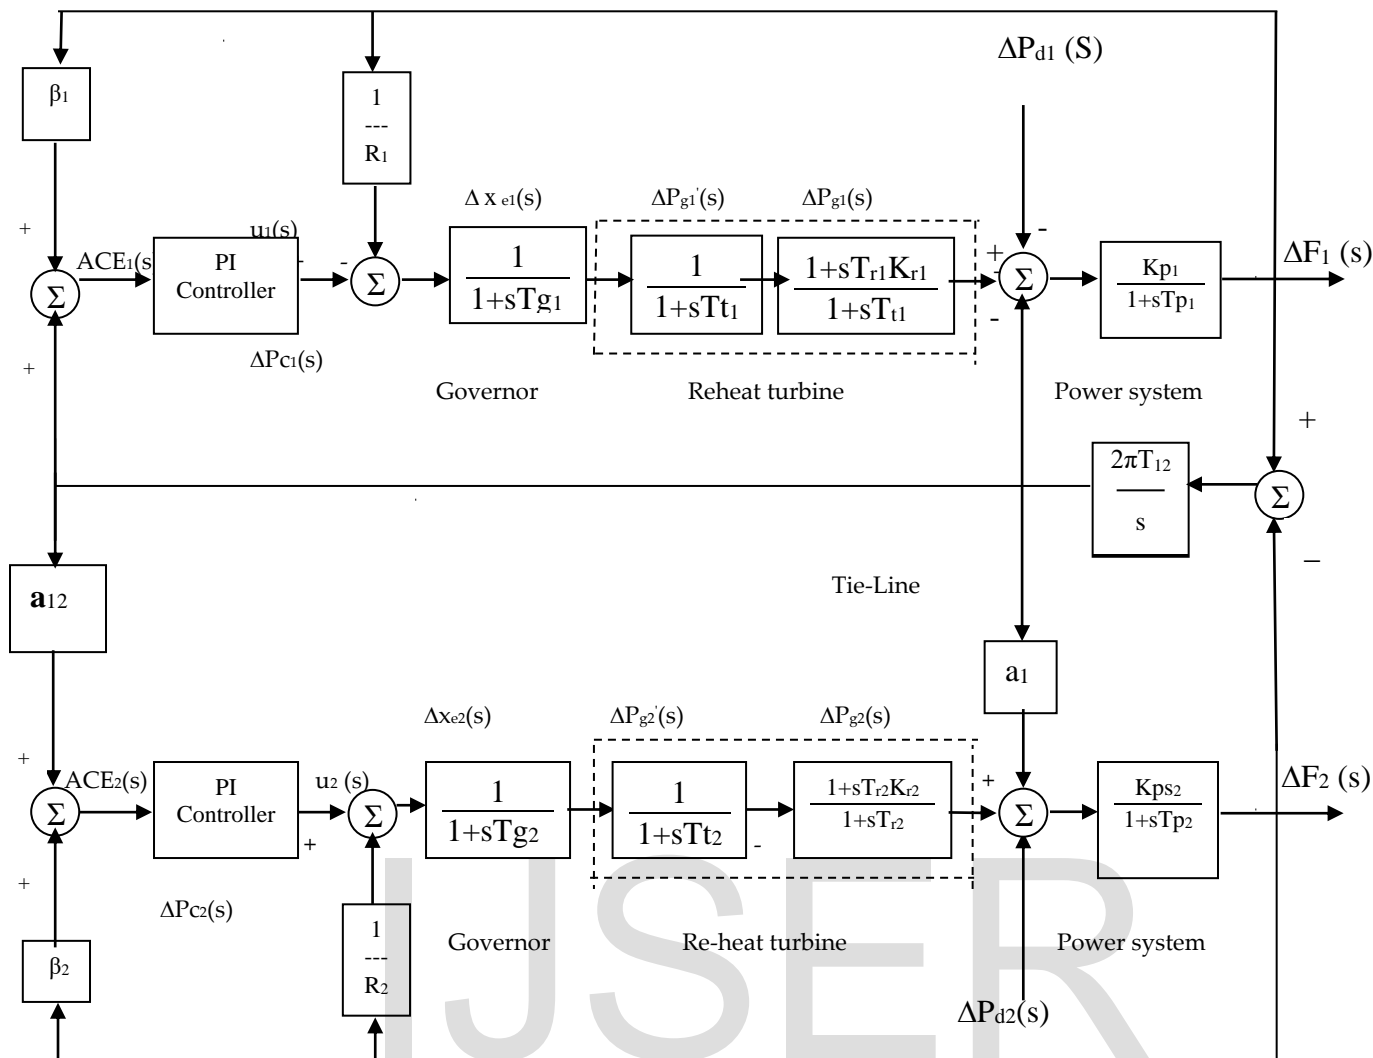 ΔPd1 (S)
β1
1
---
R1
Δ x e1(s)
ΔPg1'(s)
ΔPg1(s)
+
u1(s)
-
ACE1(s
PI
Controller
-
-
Σ
Σ
1
1+sTg1
1
1+sTt1
1+sTr1Kr1
1+sTt1
+
-
-
Σ
Kp1
1+sTp1
ΔF1 (s)
+
ΔPc1(s)
Governor
Reheat turbine
Power system
+
2πT12
s
Σ
−
a12
Tie-Line
a1
Δxe2(s)
ΔPg2'(s)
ΔPg2(s)
+
ACE2(s)
PI
Controller
u2 (s)
+
Σ
Σ
1
1+sTg2
1
1+sTt2
-
1+sTr2Kr2
1+sTr2
+
Σ
Kps2
1+sTp2
ΔF2 (s)
+
ΔPc2(s)
1
---
R2
Governor
Re-heat turbine
Power system
β2
ΔPd2(s)
IJSER